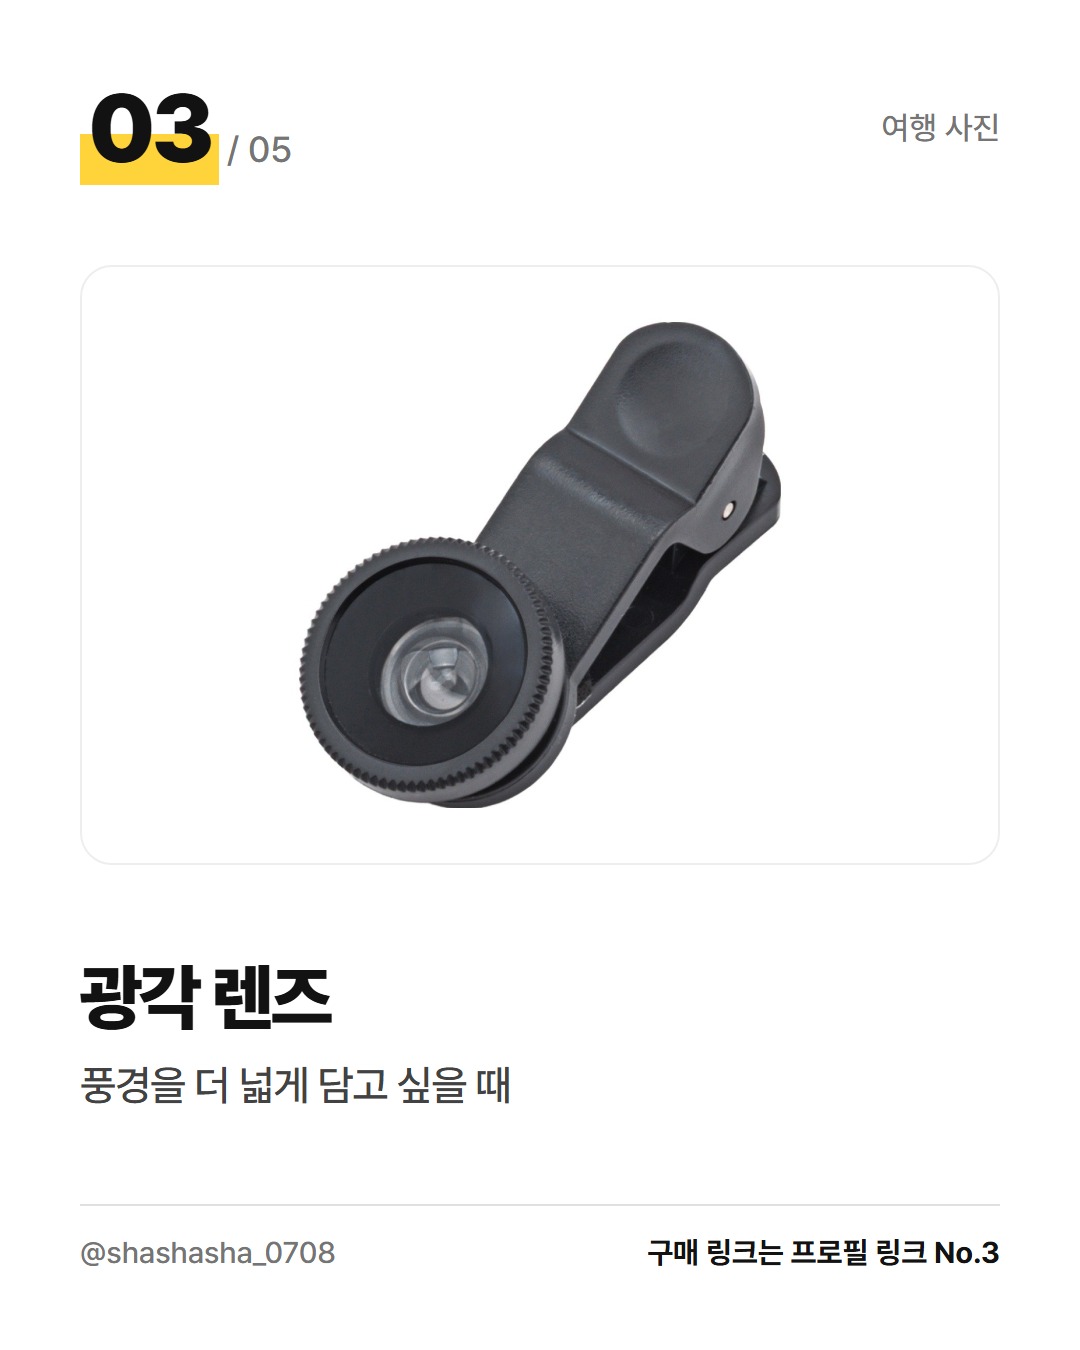 03 / 05
여행 사진
광각 렌즈
풍경을 더 넓게 담고 싶을 때
@shashasha_0708
구매 링크는 프로필 링크 No.3